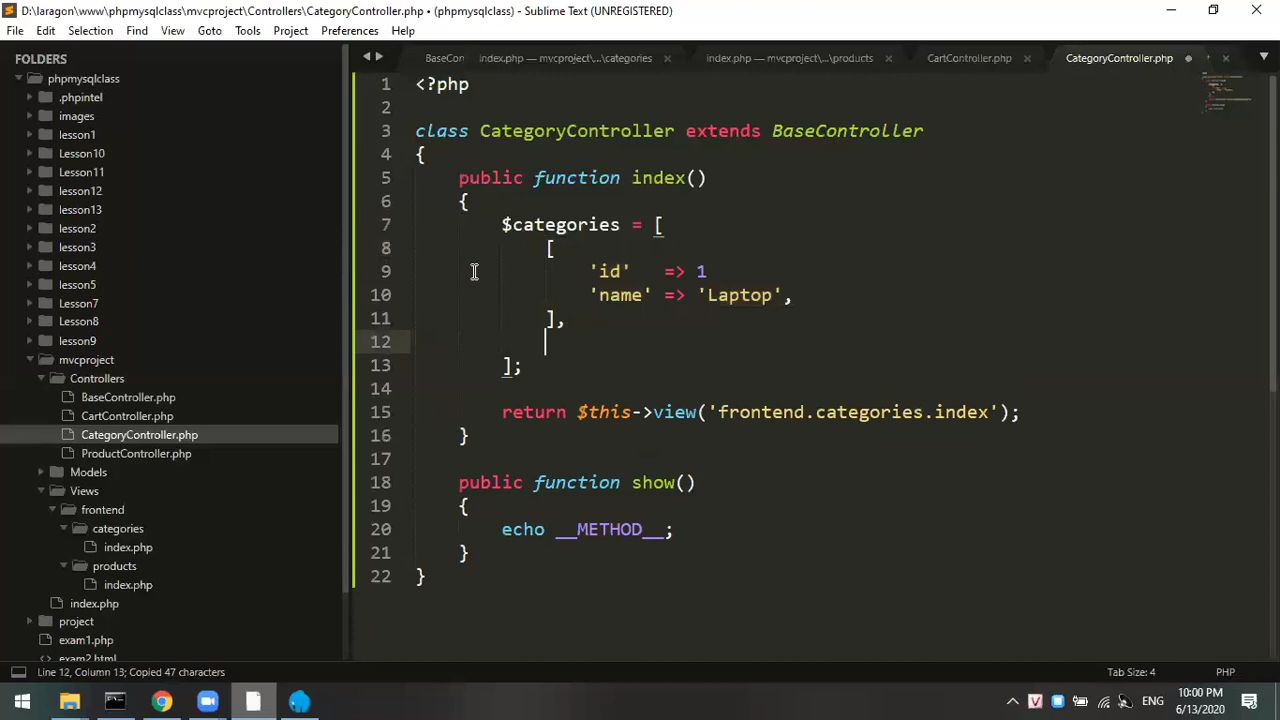 D:\laragon\www\phpmysqlclass\mvcproject\Controllers\CategoryController.php • (phpmysqlclass) - Sublime Text (UNREGISTERED)
File Edit Selection Find View Goto Tools Project Preferences Help
FOLDERS
phpmysqlclass
.phpintel
images
lesson1
Lesson10
Lesson11
lesson12
lesson13
lesson2
lesson3
lesson4
lesson5
Lesson7
Lesson8
lesson9
mvcproject
Controllers
BaseController.php
CartController.php
CategoryController.php
ProductController.php
Models
Views
frontend
categories
index.php
products
index.php
index.php
project
exam1.php
exam2.html
BaseCon index.php — mvcproject\...\categories index.php — mvcproject\...\products CartController.php CategoryController.php
1 <?php
2
3 class CategoryController extends BaseController
4 {
5 public function index()
6 {
7 $categories = [
8 [
9 'id' => 1
10 'name' => 'Laptop',
11 ],
12
13 ];
14
15 return $this->view('frontend.categories.index');
16 }
17
18 public function show()
19 {
20 echo __METHOD__;
21 }
22 }
Line 12, Column 13; Copied 47 characters Tab Size: 4 PHP
ENG
10:00 PM
6/13/2020